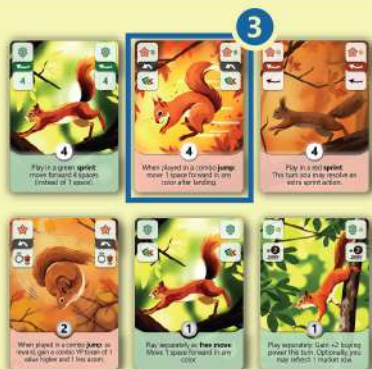 3
4
4
Play in a green sprint:
move forward 4 spaces
(instead of 1 space).
4
When played in a combo jump:
move 1 space forward in any
color after landing.
4
Play in a red sprint.
This turn you may resolve an
extra sprint action.
2
When played in a combo jump: as
reward, gain a combo VP token of 1
value higher and 1 less acorn.
1
Play separately as free move:
Move 1 space forward in any
color.
1
Play separately: Gain +2 buying
power this turn. Optionally, you
may refresh 1 market row.